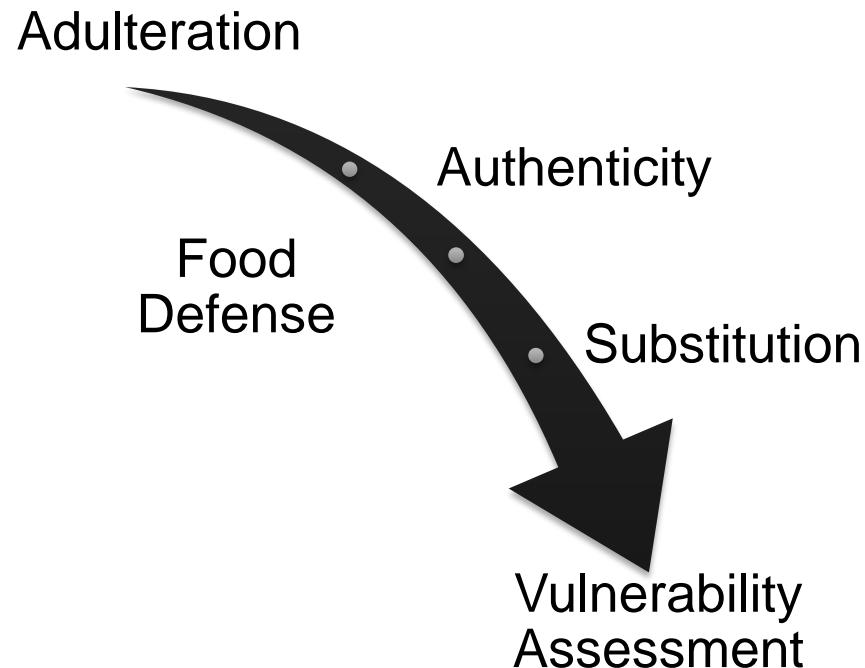 Adulteration
Authenticity
Food
Defense
Substitution
Vulnerability
Assessment